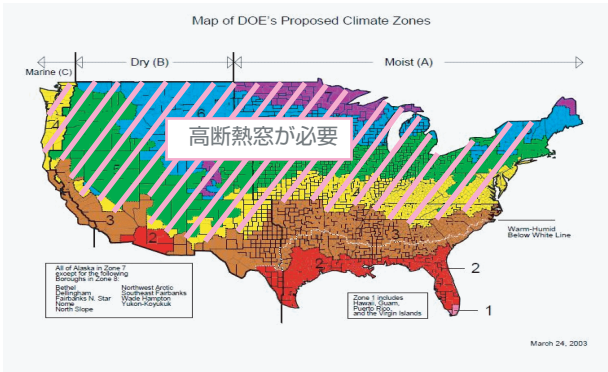 Map of DOE's Proposed Climate Zones
Marine (C)
Dry (B)
Moist (A)
7
6
高断熱窓が必要
4
5
3
2
2
Warm-Humid
Below White Line
2
1
All of Alaska in Zone 7
except for the following
Boroughs in Zone 8:
Bethel
Dellingham
Fairbanks N. Star
Nome
North Slope
Northwest Arctic
Southeast Fairbanks
Wade Hampton
Yukon-Koyukuk
Zone 1 includes
Hawaii, Guam,
Puerto Rico,
and the Virgin Islands
March 24, 2003